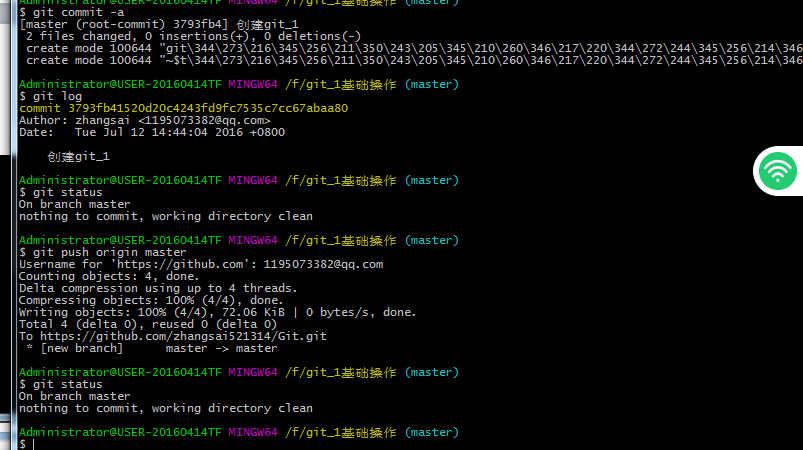 $ git commit -a
[master (root-commit) 3793fb4] 创建git_1
2 files changed, 0 insertions(+), 0 deletions(-)
create mode 100644 "git\344\273\216\345\256\211\350\243\205\345\210\260\346\217\220\344\272\244\345\256\214\346
create mode 100644 "~$t\344\273\216\345\256\211\350\243\205\345\210\260\346\217\220\344\272\244\345\256\214\346
Administrator@USER-20160414TF MINGW64 /f/git_1基础操作 (master)
$ git log
commit 3793fb41520d20c4243fd9fc7535c7cc67abaa80
Author: zhangsai <1195073382@qq.com>
Date:   Tue Jul 12 14:44:04 2016 +0800
创建git_1
Administrator@USER-20160414TF MINGW64 /f/git_1基础操作 (master)
$ git status
On branch master
nothing to commit, working directory clean
Administrator@USER-20160414TF MINGW64 /f/git_1基础操作 (master)
$ git push origin master
Username for 'https://github.com': 1195073382@qq.com
Counting objects: 4, done.
Delta compression using up to 4 threads.
Compressing objects: 100% (4/4), done.
Writing objects: 100% (4/4), 72.06 KiB | 0 bytes/s, done.
Total 4 (delta 0), reused 0 (delta 0)
To https://github.com/zhangsai521314/Git.git
* [new branch]      master -> master
Administrator@USER-20160414TF MINGW64 /f/git_1基础操作 (master)
$ git status
On branch master
nothing to commit, working directory clean
Administrator@USER-20160414TF MINGW64 /f/git_1基础操作 (master)
$